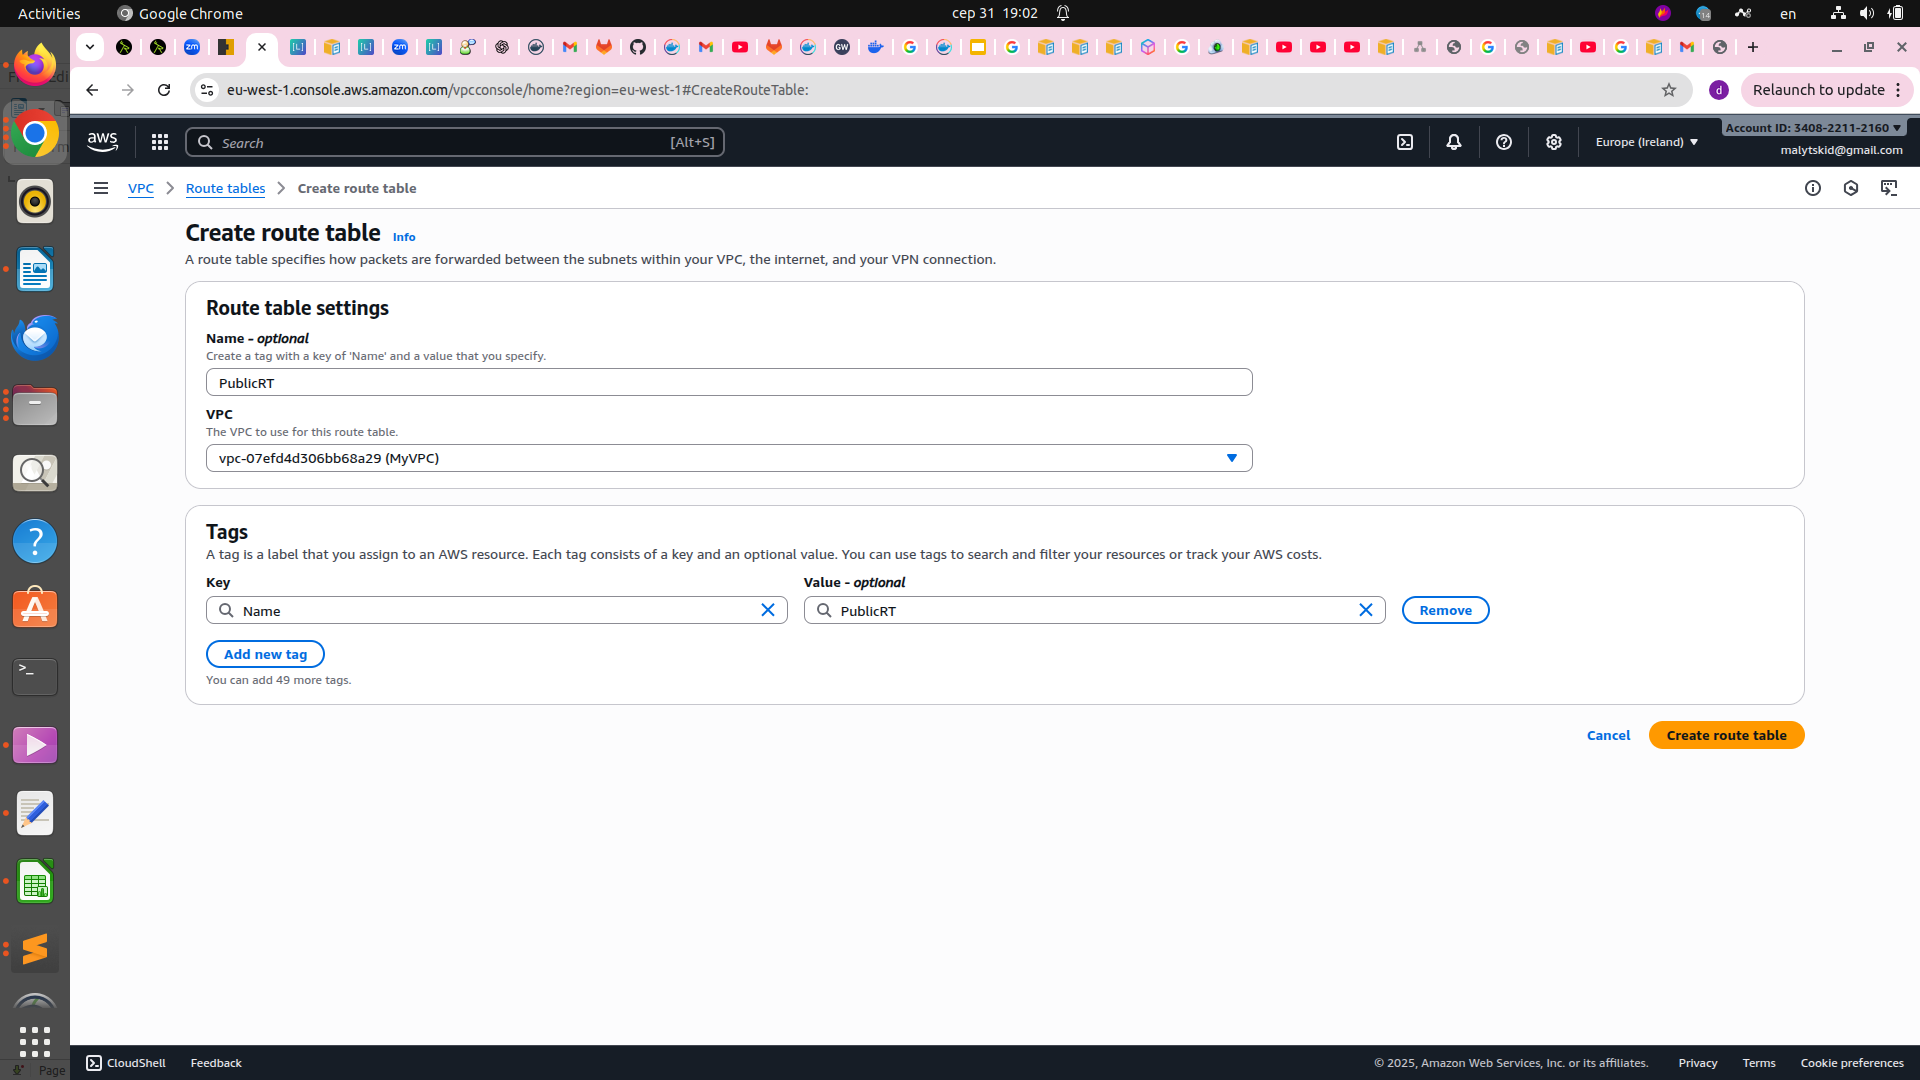 Activities
Google Chrome
сер 31 19:02
en
eu-west-1.console.aws.amazon.com/vpcconsole/home?region=eu-west-1#CreateRouteTable:
d
Relaunch to update
aws
Search
[Alt+S]
Europe (Ireland)
Account ID: 3408-2211-2160
malytskid@gmail.com
VPC
Route tables
Create route table
Create route table
Info
A route table specifies how packets are forwarded between the subnets within your VPC, the internet, and your VPN connection.
Route table settings
Name - optional
Create a tag with a key of 'Name' and a value that you specify.
PublicRT
VPC
The VPC to use for this route table.
vpc-07efd4d306bb68a29 (MyVPC)
Tags
A tag is a label that you assign to an AWS resource. Each tag consists of a key and an optional value. You can use tags to search and filter your resources or track your AWS costs.
Key
Value - optional
Name
PublicRT
Remove
Add new tag
You can add 49 more tags.
Cancel
Create route table
CloudShell
Feedback
© 2025, Amazon Web Services, Inc. or its affiliates.
Privacy
Terms
Cookie preferences
Page